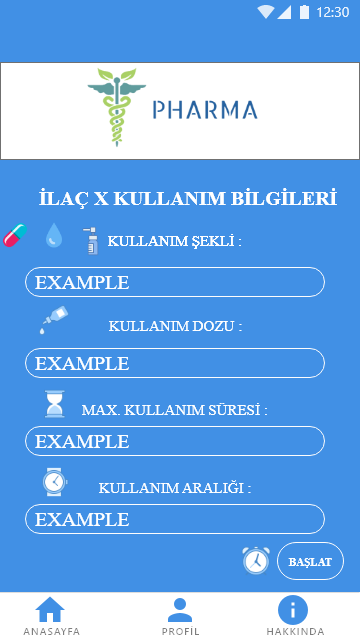 12:30
PHARMA
İLAÇ X KULLANIM BİLGİLERİ
KULLANIM ŞEKLİ :
EXAMPLE
KULLANIM DOZU :
EXAMPLE
MAX. KULLANIM SÜRESİ :
EXAMPLE
KULLANIM ARALIĞI :
EXAMPLE
BAŞLAT
ANASAYFA PROFİL HAKKINDA